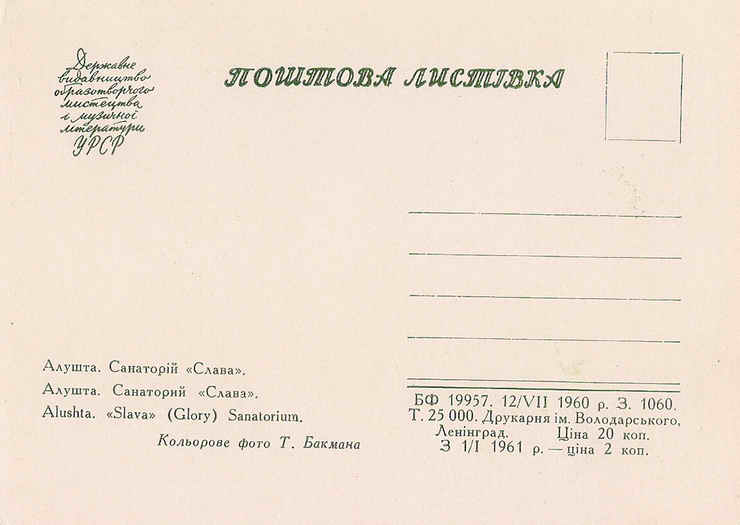 Державне
видавництво
образотворчого
мистецтва
і музичної
літератури
УРСР
ПОШТОВА ЛИСТІВКА
Алушта. Санаторій «Слава».
Алушта. Санаторий «Слава».
Alushta. «Slava» (Glory) Sanatorium.
Кольорове фото Т. Бакмана
БФ 19957. 12/VII 1960 р. З. 1060.
Т. 25 000. Друкарня ім. Володарського,
Ленінград. Ціна 20 коп.
З 1/I 1961 р. — ціна 2 коп.